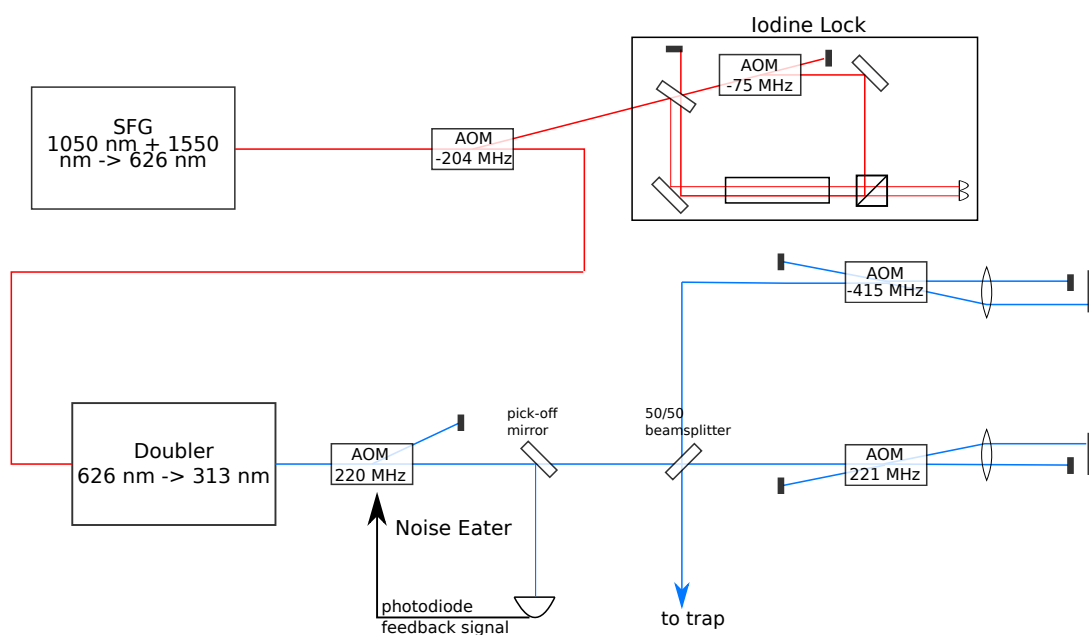 Iodine Lock
AOM
-75 MHz
SFG
1050 nm + 1550
nm -> 626 nm
AOM
-204 MHz
AOM
-415 MHz
pick-off
mirror
50/50
beamsplitter
Doubler
626 nm -> 313 nm
AOM
220 MHz
AOM
221 MHz
Noise Eater
photodiode
feedback signal
to trap